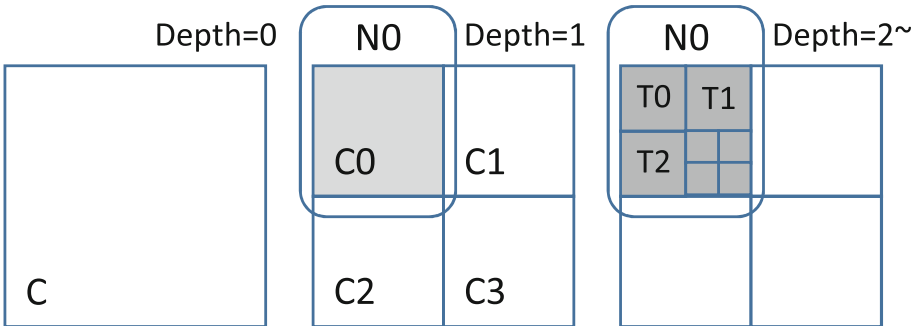 Depth=0
N0
Depth=1
N0
Depth=2~
T0
T1
C0
C1
T2
C
C2
C3